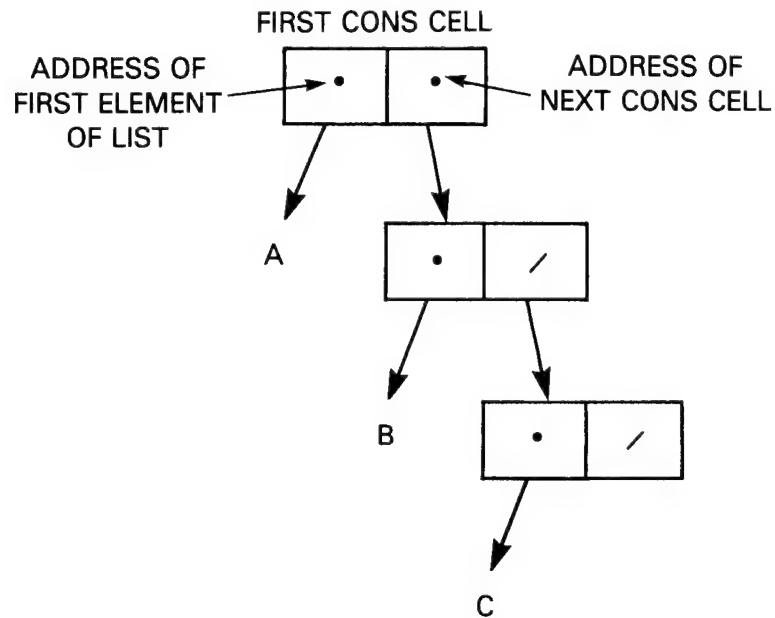 FIRST CONS CELL
ADDRESS OF
FIRST ELEMENT
OF LIST
ADDRESS OF
NEXT CONS CELL
A
B
C